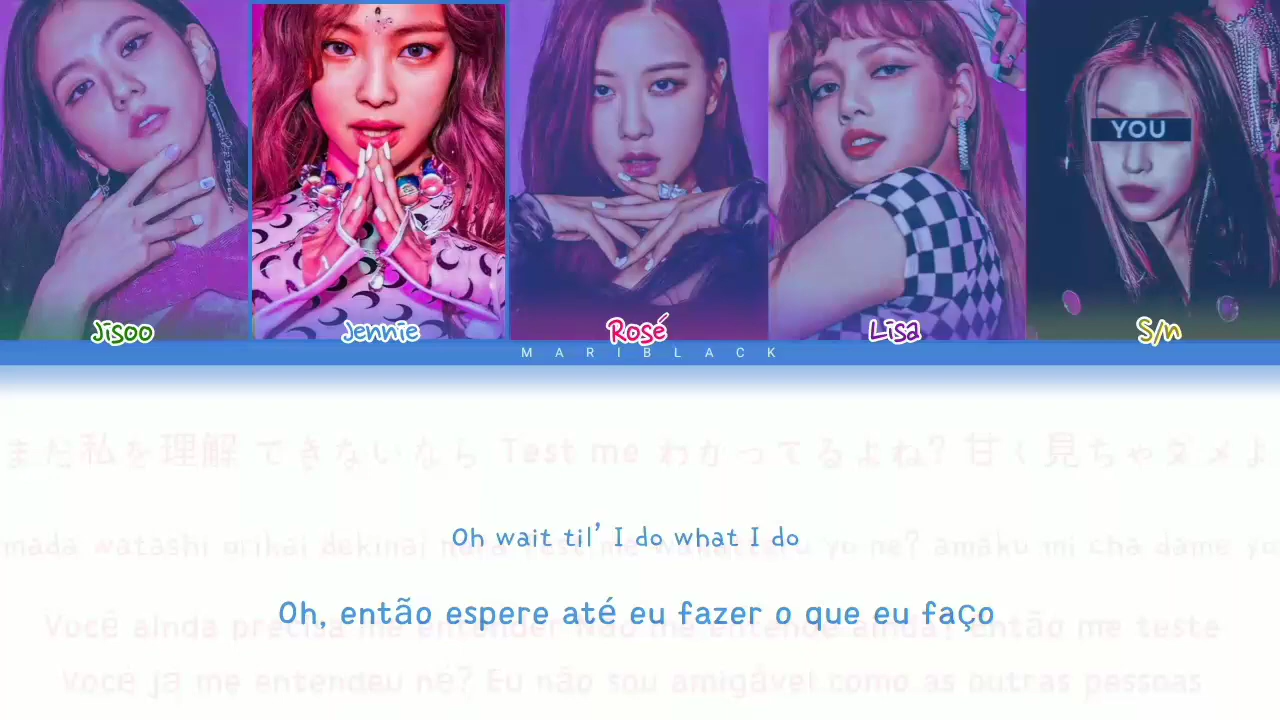 YOU
Jisoo Jennie Rosé Lisa S/n
MARIBLACK
まだ私を理解 できないなら Test me わかってるよね? 甘く見ちゃダメよ
Oh wait til' I do what I do
mada watashi o rikai dekinai nara Test me wakatteru yo ne? amaku mi cha dame yo
Oh, então espere até eu fazer o que eu faço
Você ainda precisa me entender Não me entende ainda? Então me teste
Você já me entendeu né? Eu não sou amigável como as outras pessoas